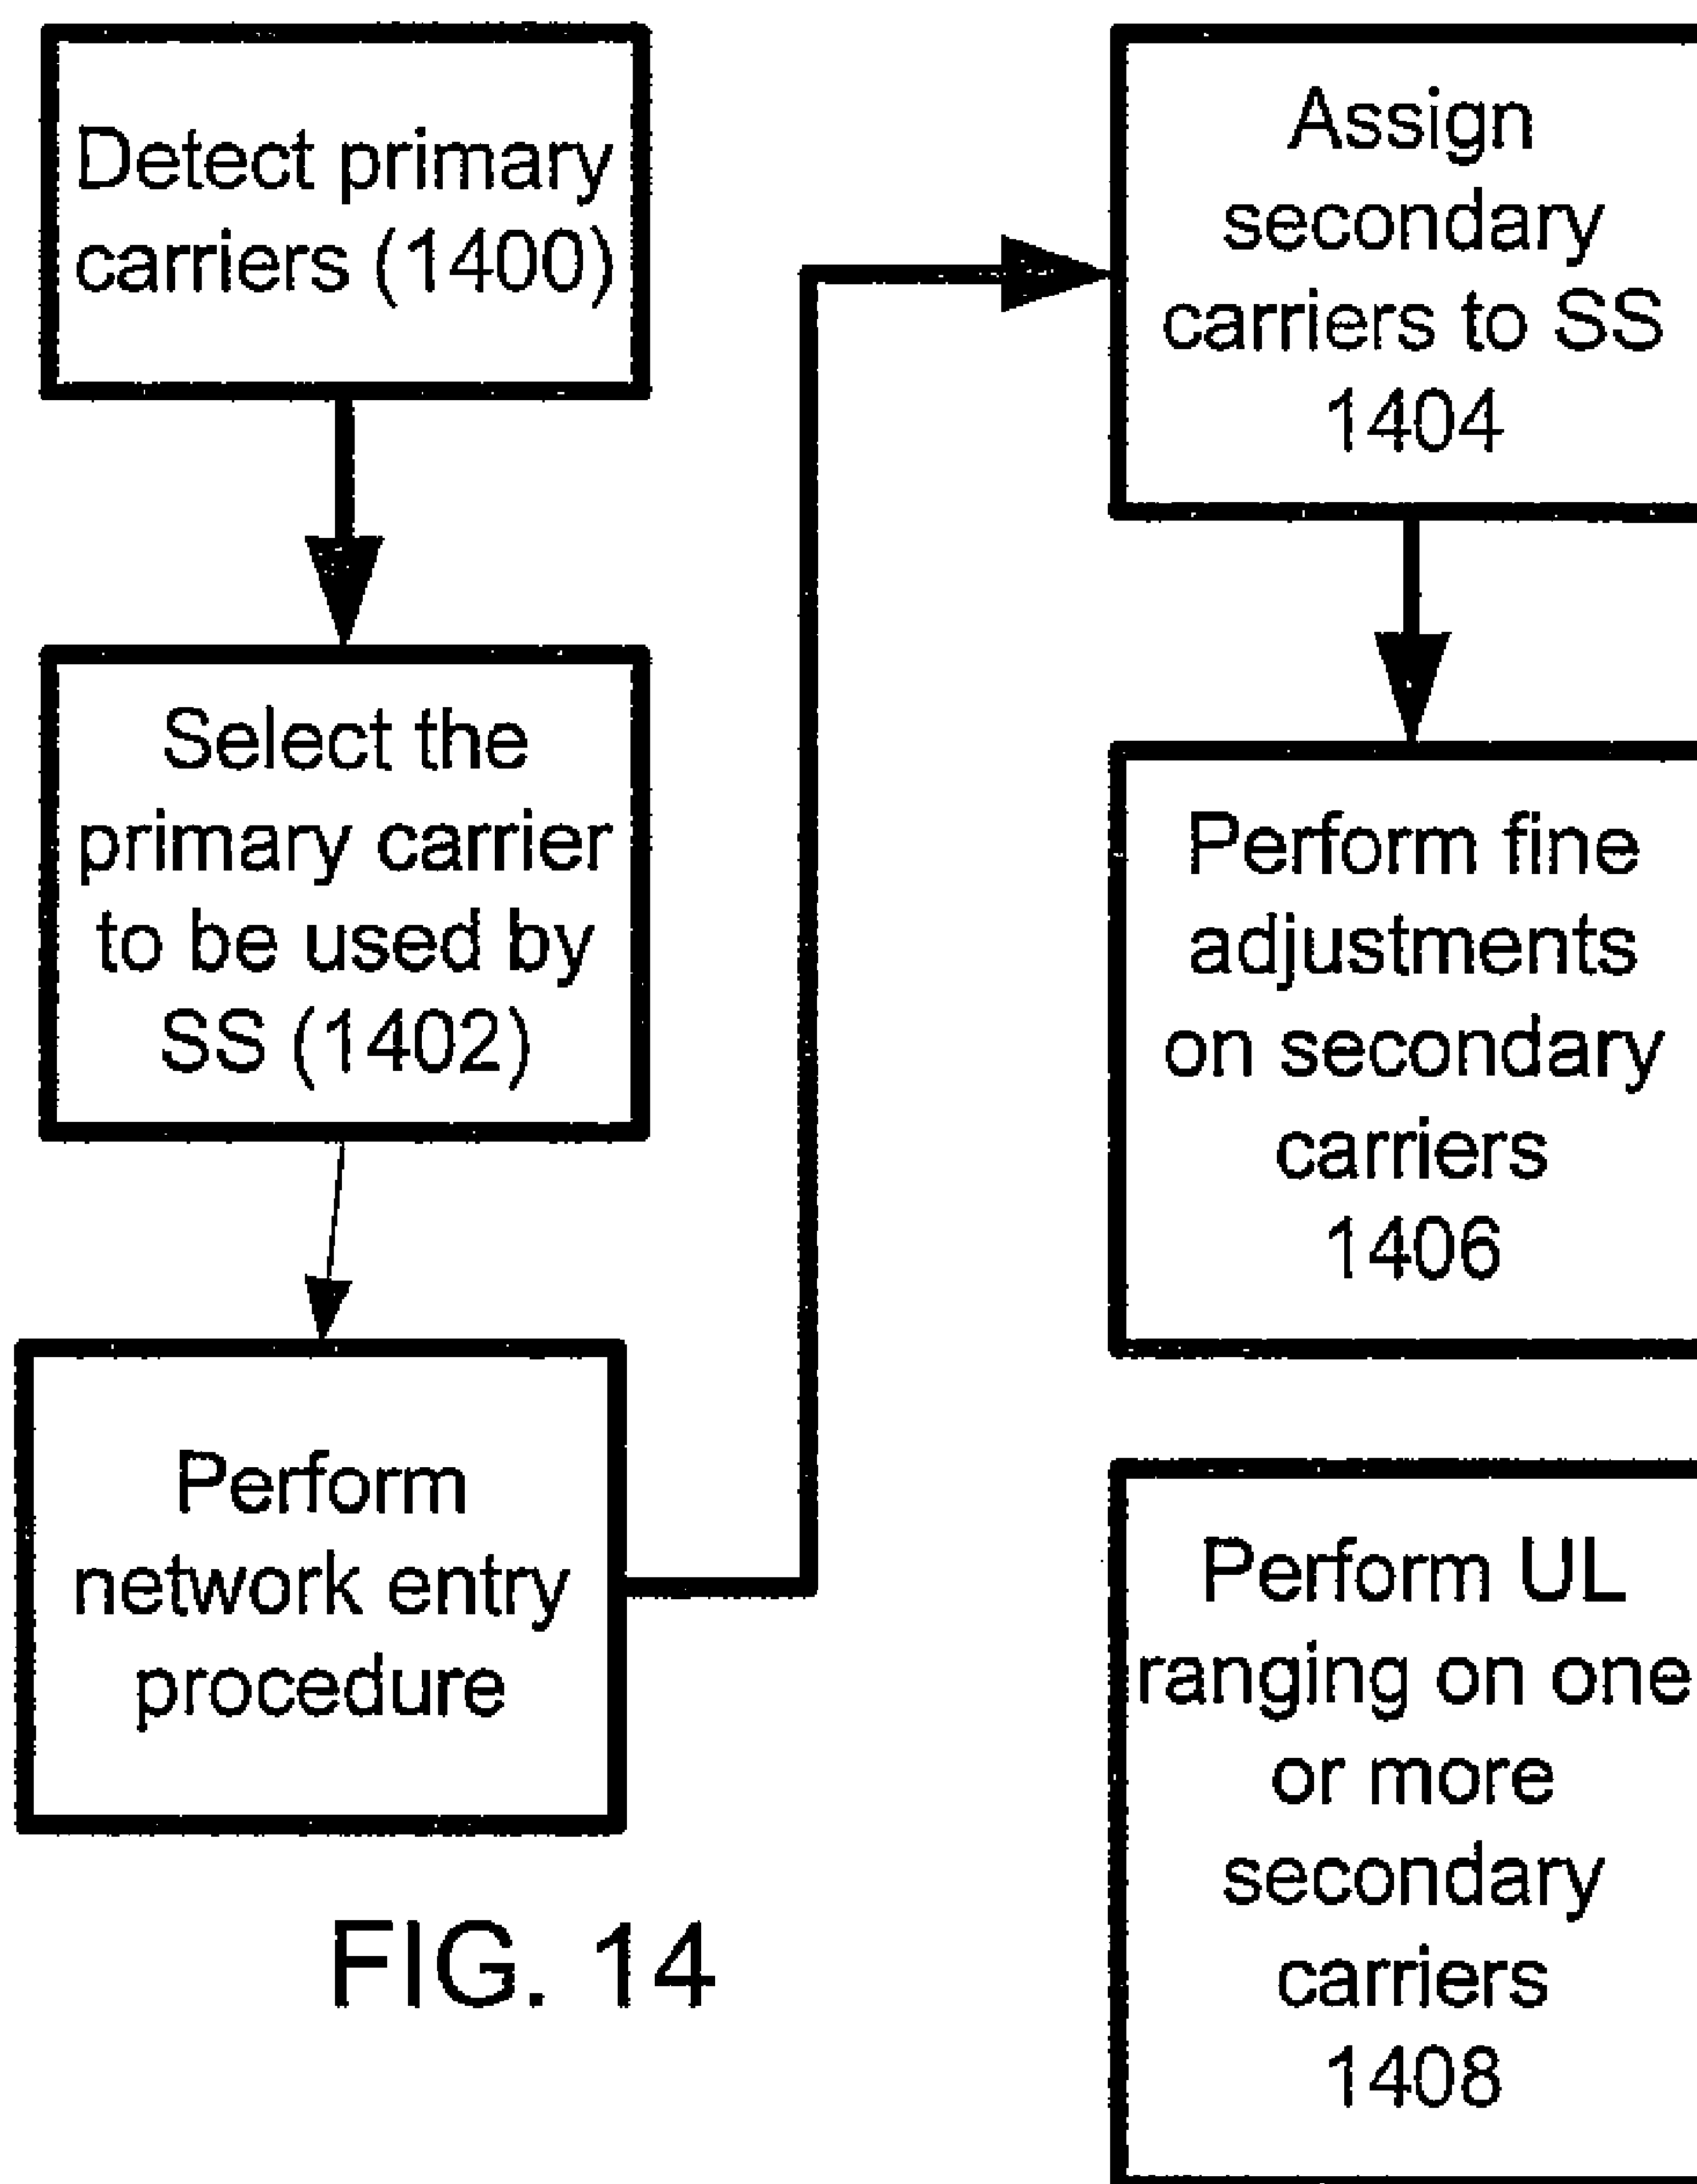 Detect primary
carriers (1400)
Select the
primary carrier
to be used by
SS (1402)
Perform
network entry
procedure
FIG. 14
Assign
secondary
carriers to SS
1404
Perform fine
adjustments
on secondary
carriers
1406
Perform UL
ranging on one
or more
secondary
carriers
1408